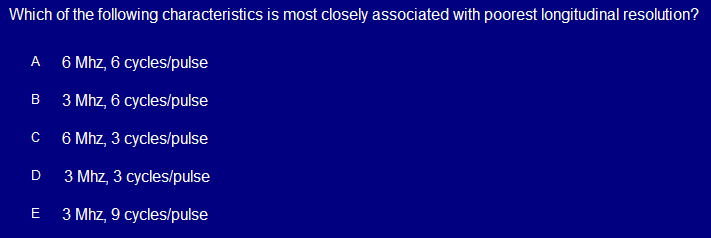 Which of the following characteristics is most closely associated with poorest longitudinal resolution?
A 6 Mhz, 6 cycles/pulse
B 3 Mhz, 6 cycles/pulse
C 6 Mhz, 3 cycles/pulse
D 3 Mhz, 3 cycles/pulse
E 3 Mhz, 9 cycles/pulse